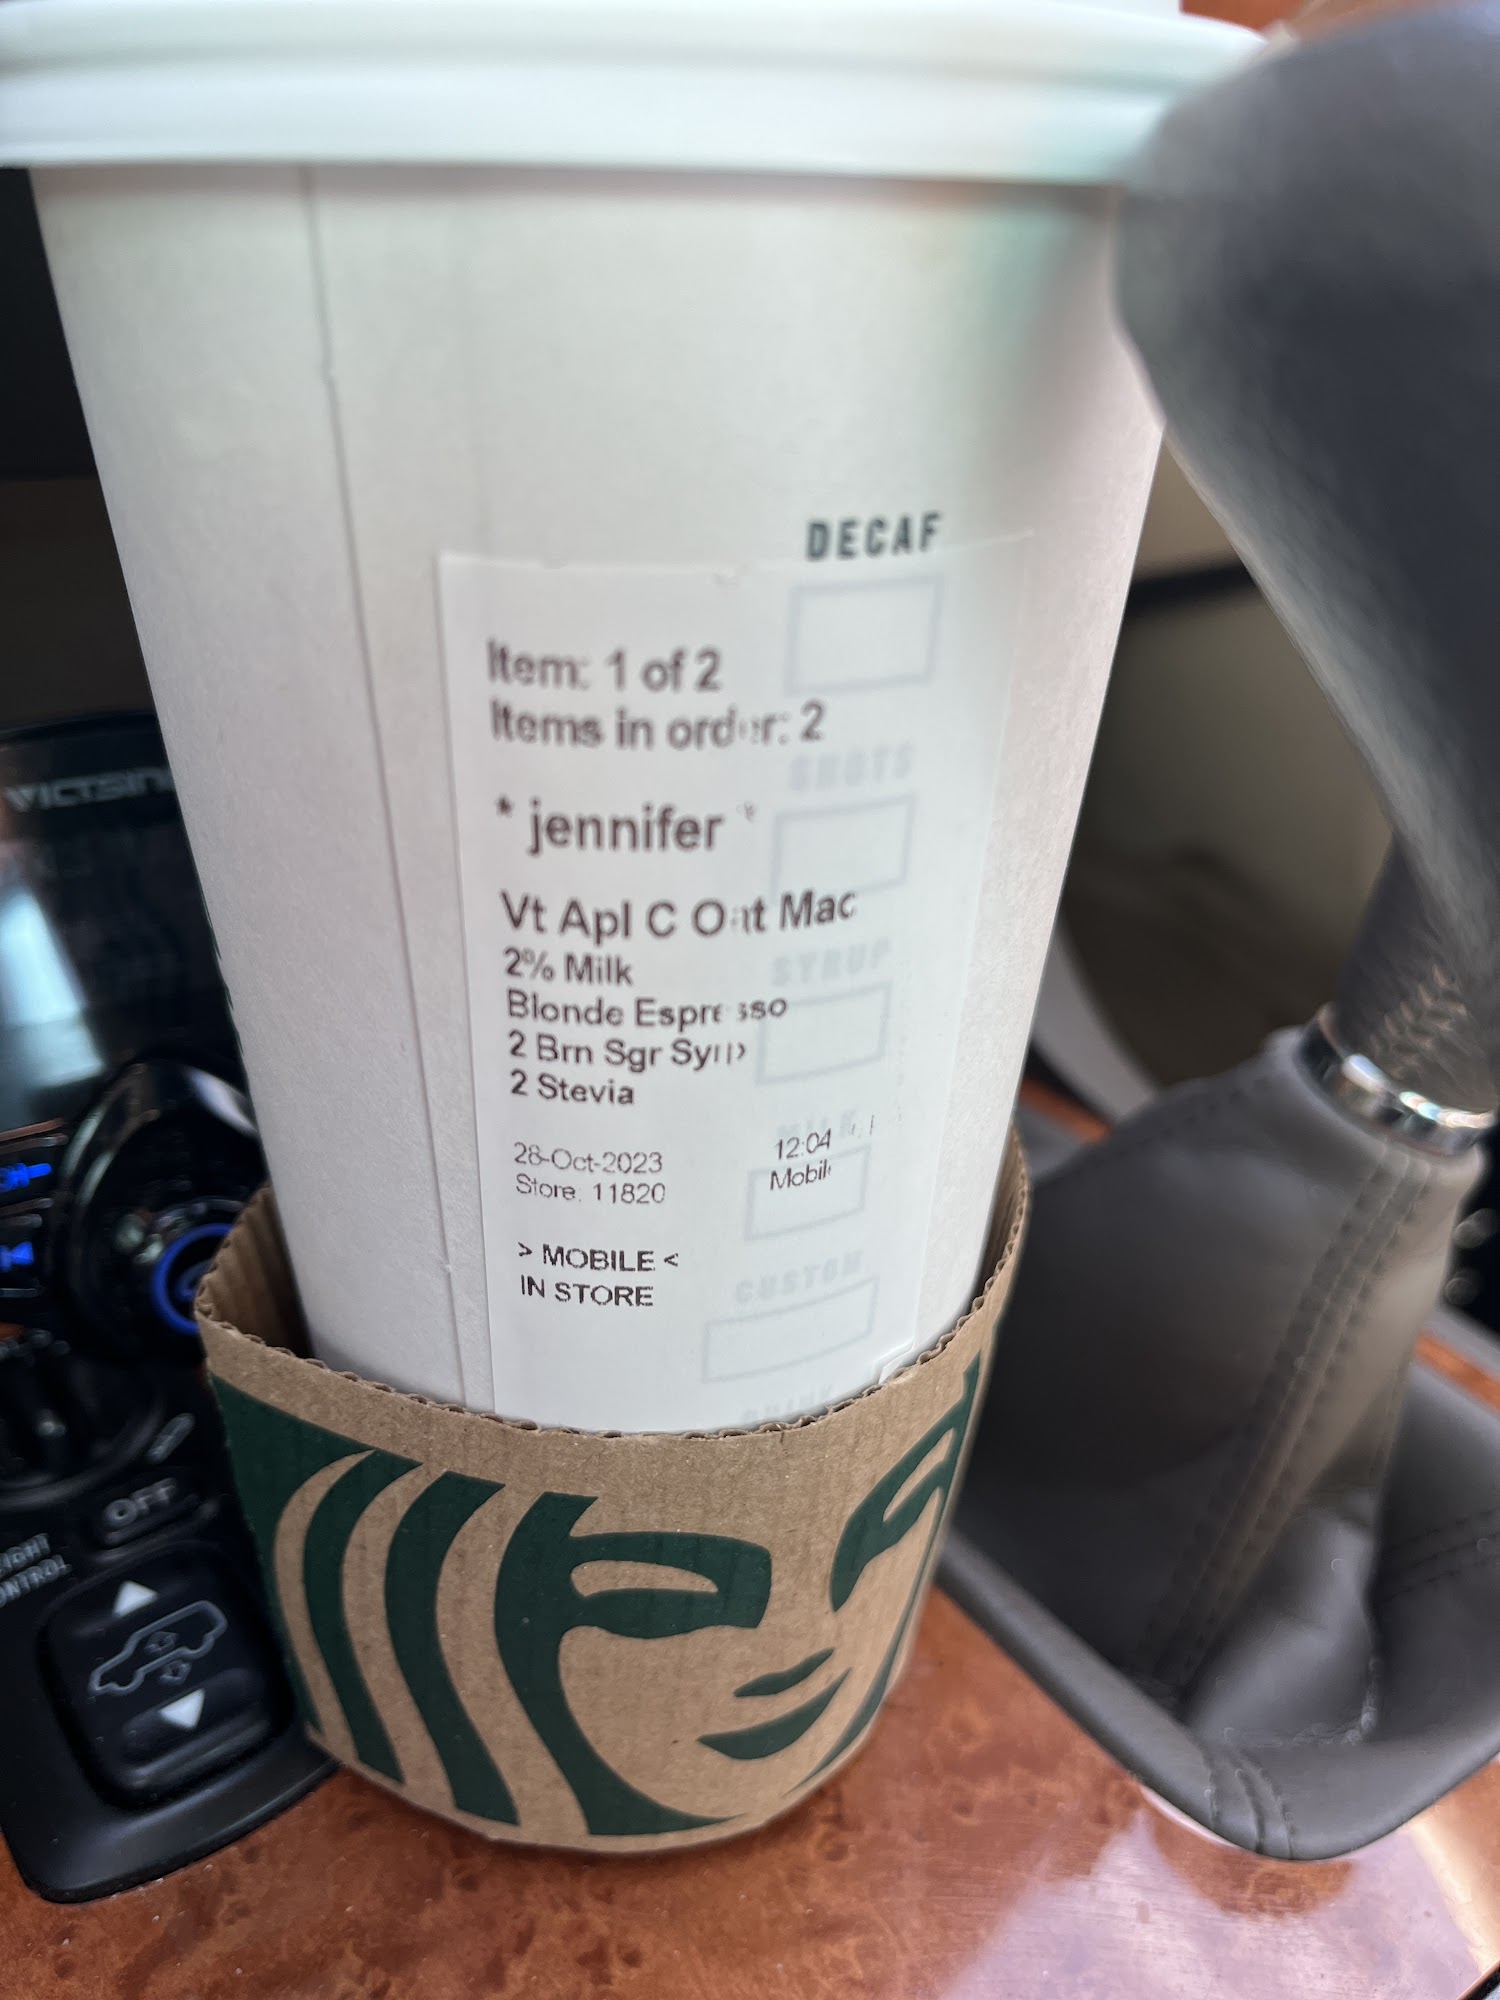 DECAF
Item: 1 of 2
Items in order: 2
SHOTS
* jennifer *
Vt Apl C Oat Mac
2% Milk
SYRUP
Blonde Espresso
2 Brn Sgr Syrp
2 Stevia
28-Oct-2023 12:04
Store: 11820 Mobile
> MOBILE <
IN STORE
CUSTOM
DRINK
VICTSING
OFF